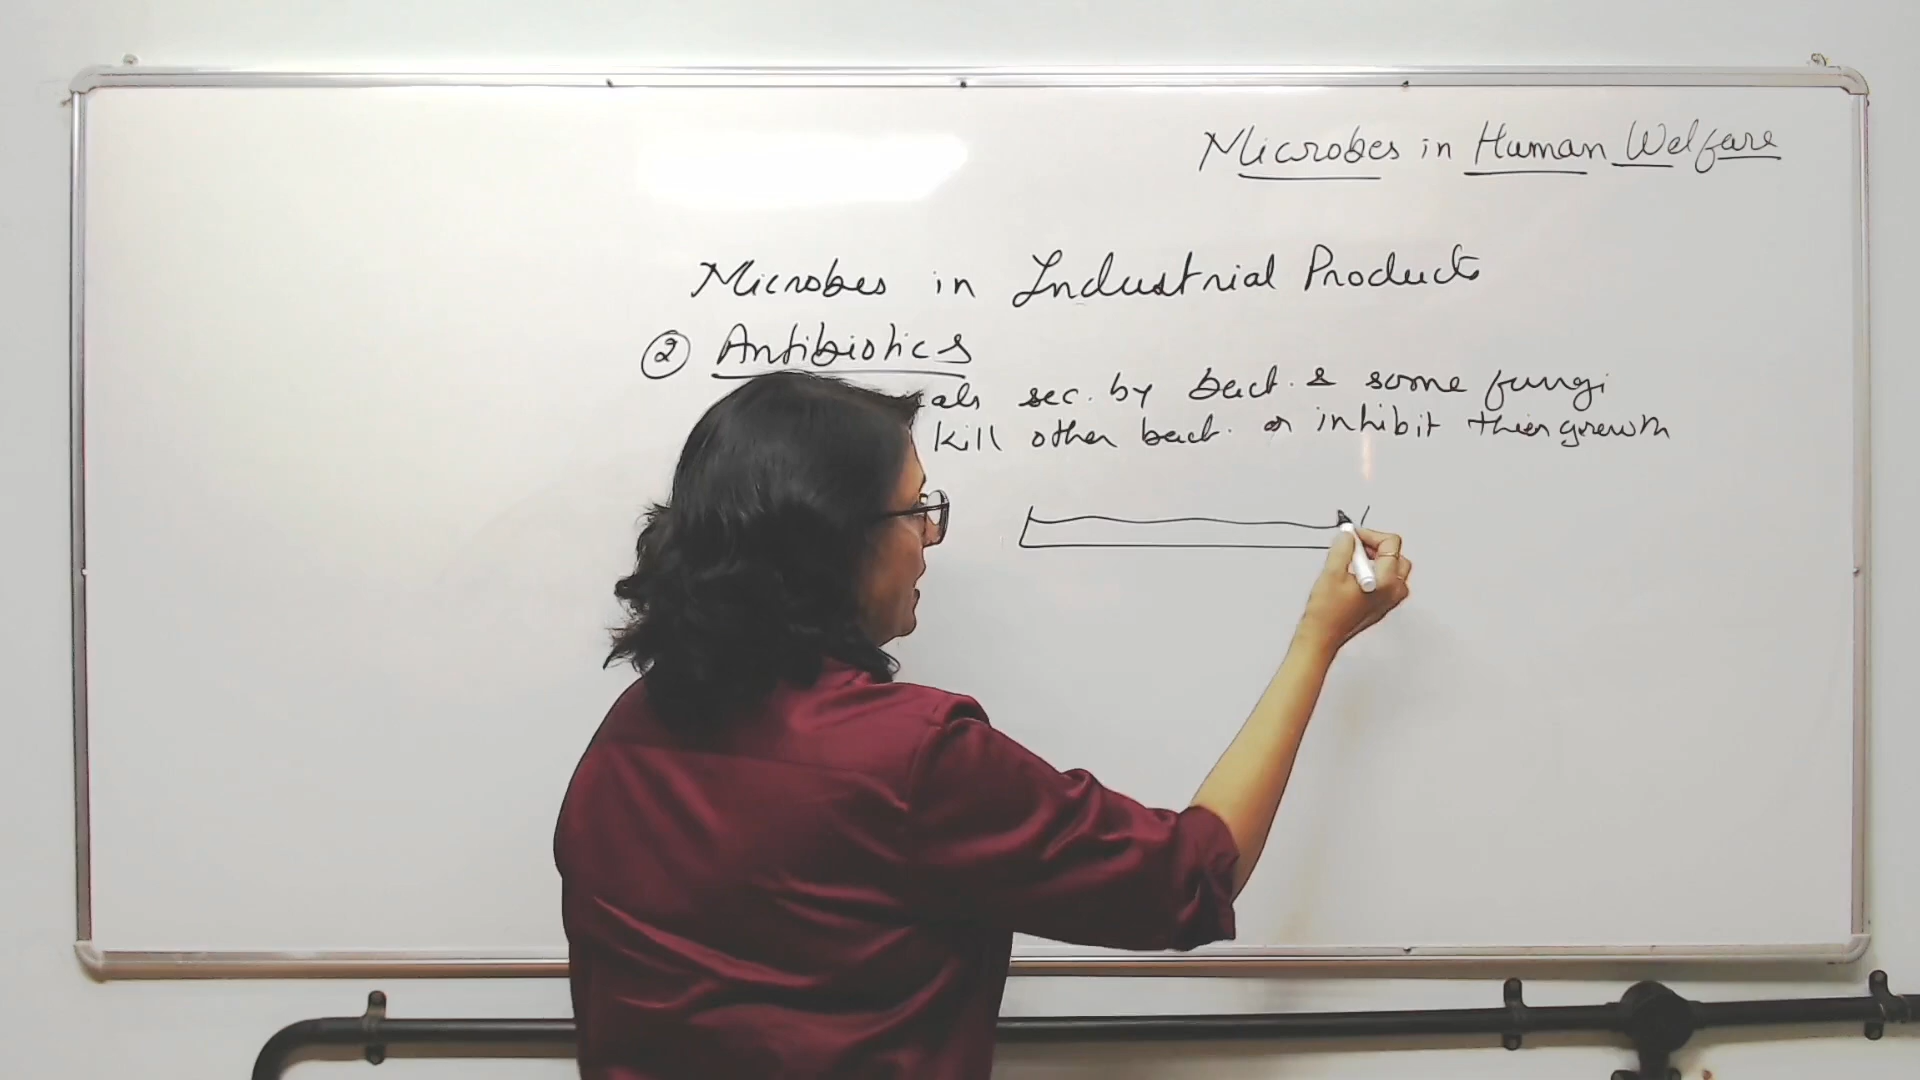 Microbes in Human Welfare
Microbes in Industrial Products
② Antibiotics
als sec. by bact. & some fungi
kill other bact. or inhibit their growth